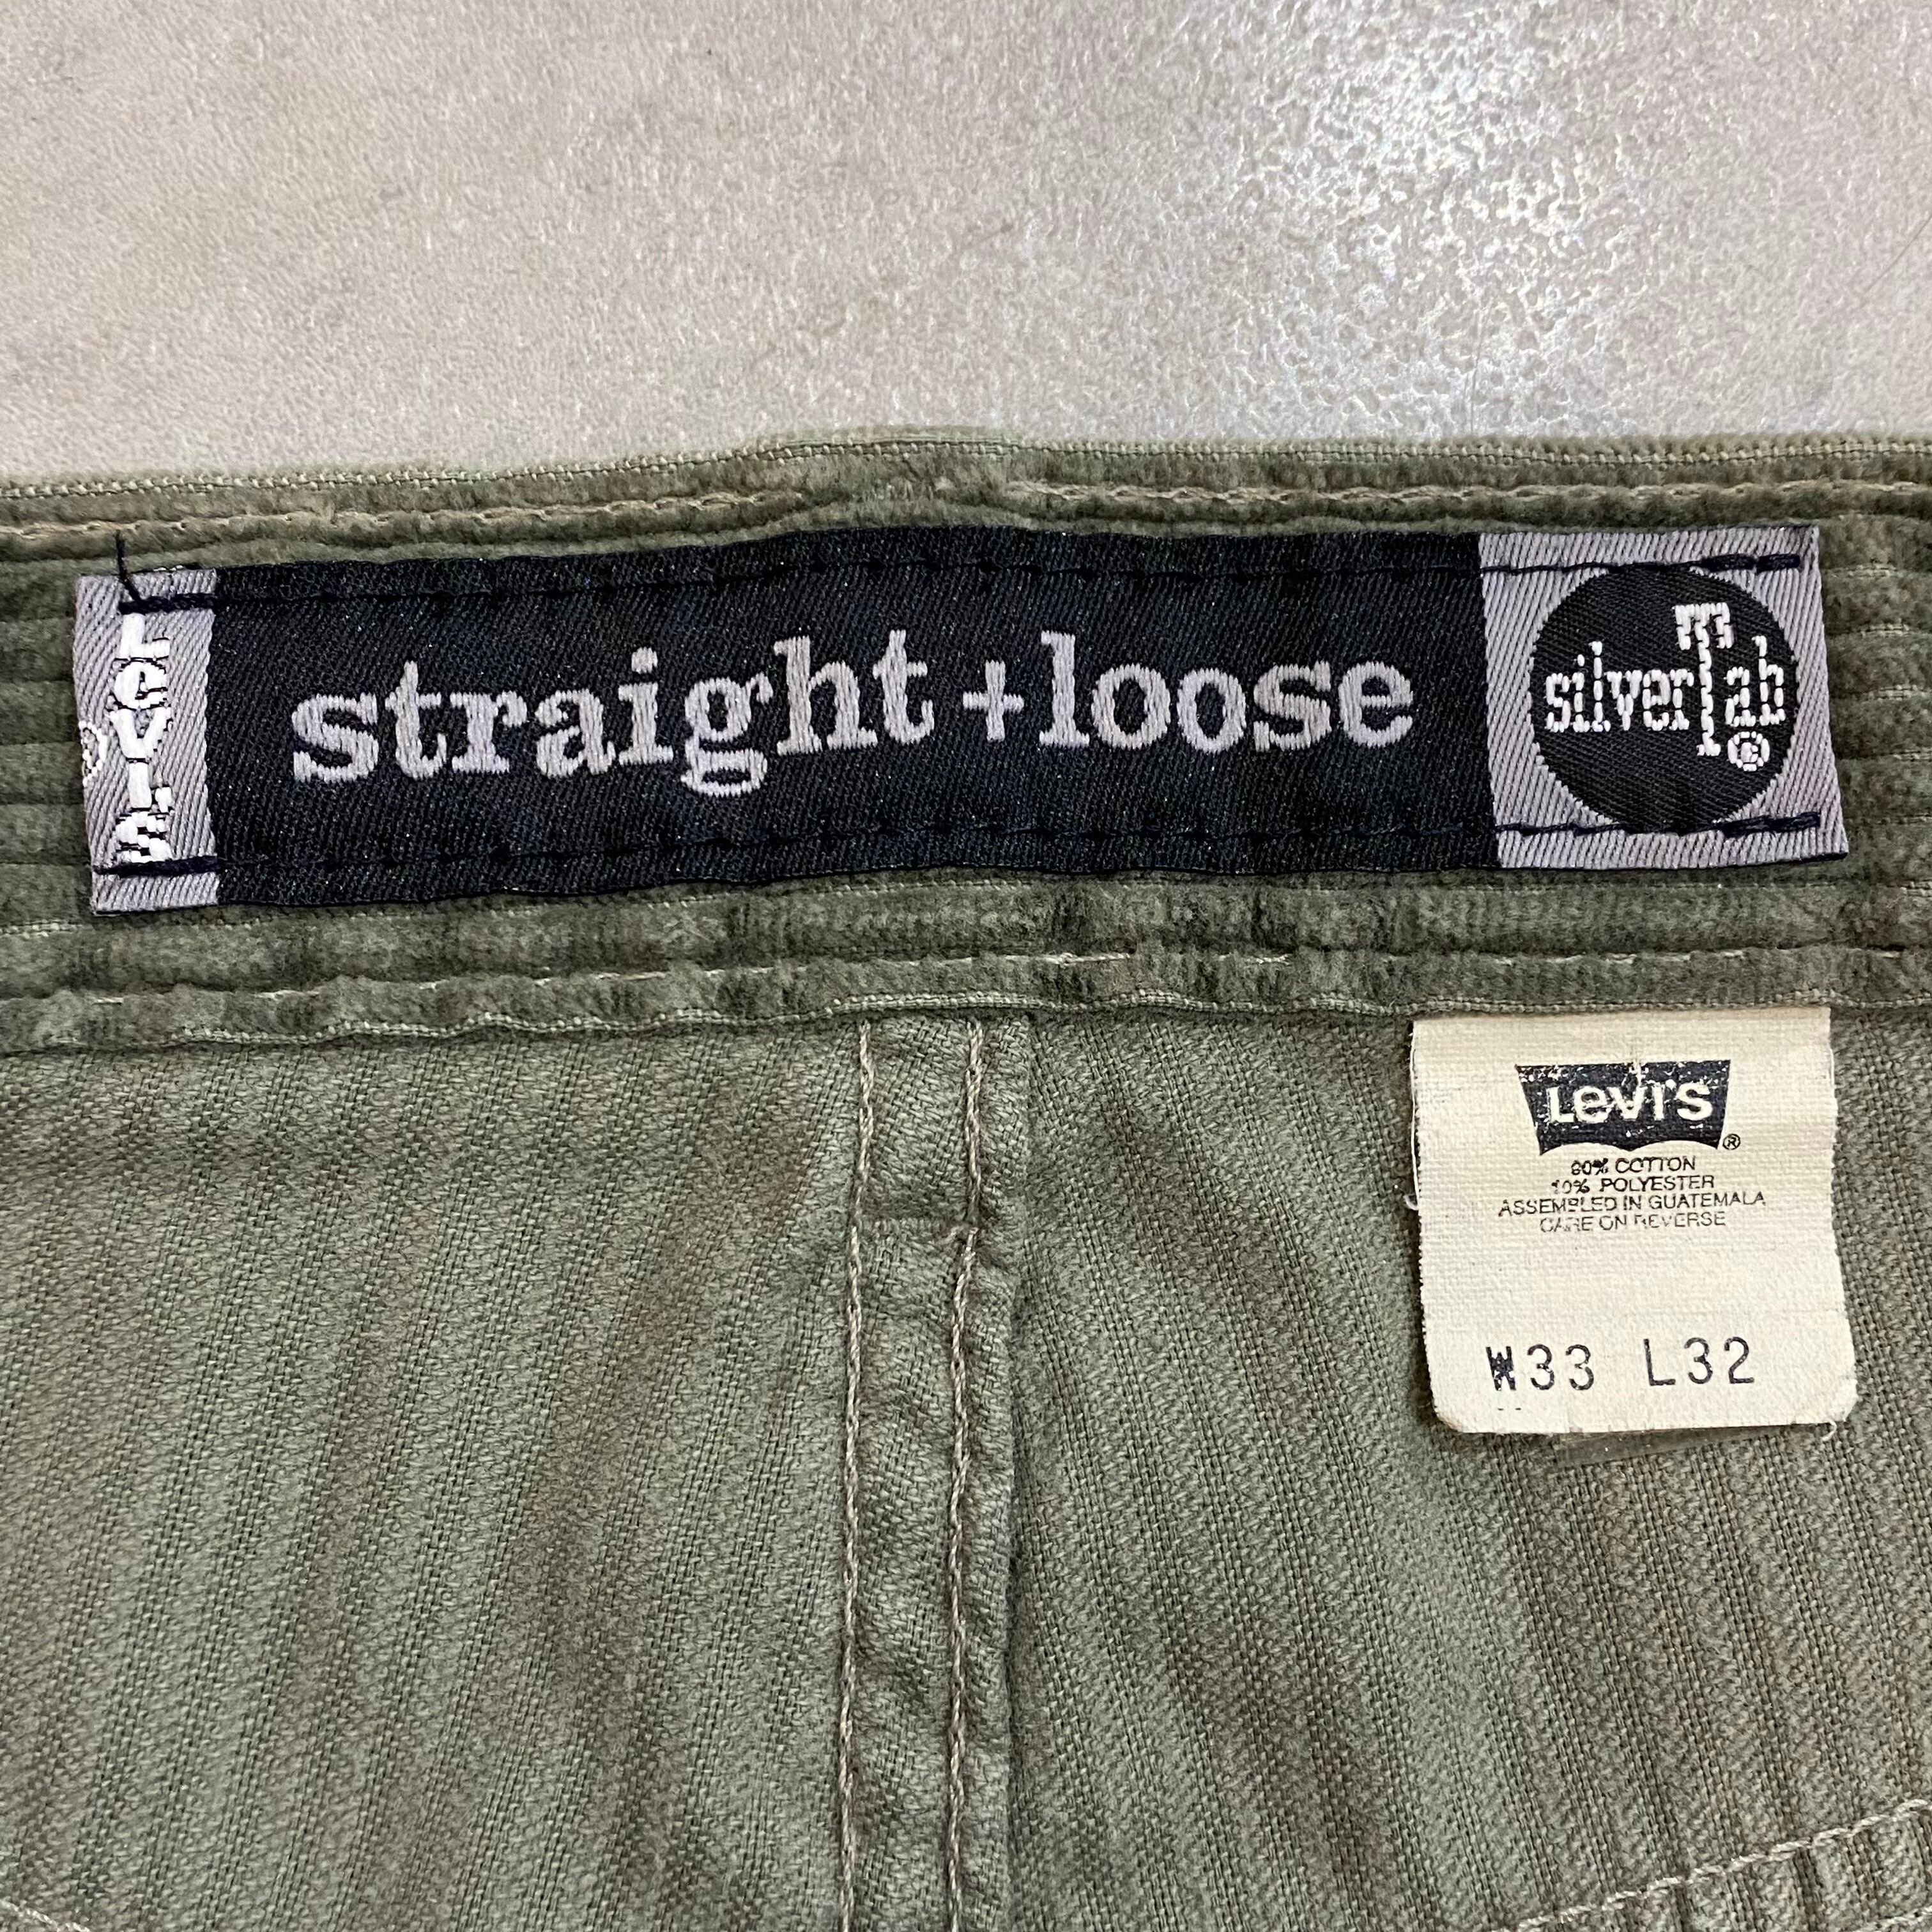 LeVI'S
straight + loose
silverTab®
Levi's®
90% COTTON
10% POLYESTER
ASSEMBLED IN GUATEMALA
CARE ON REVERSE
W33 L32